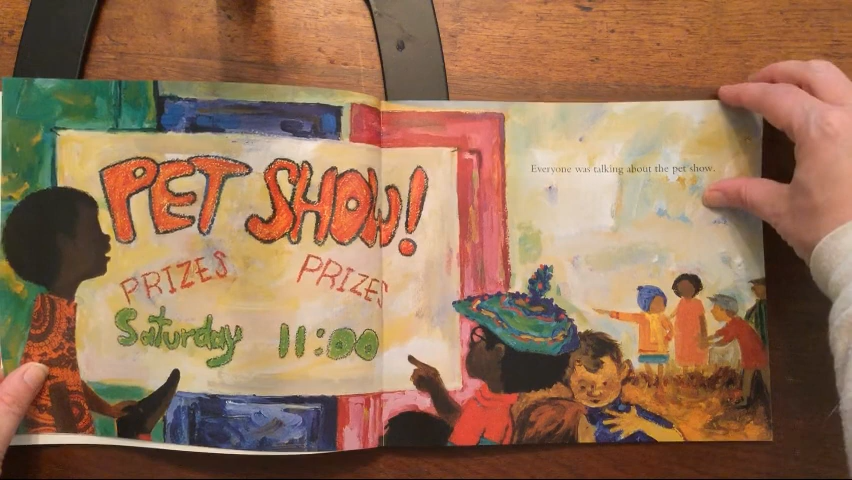 PET SHOW!
PRIZES PRIZES
Saturday 11:00
Everyone was talking about the pet show.